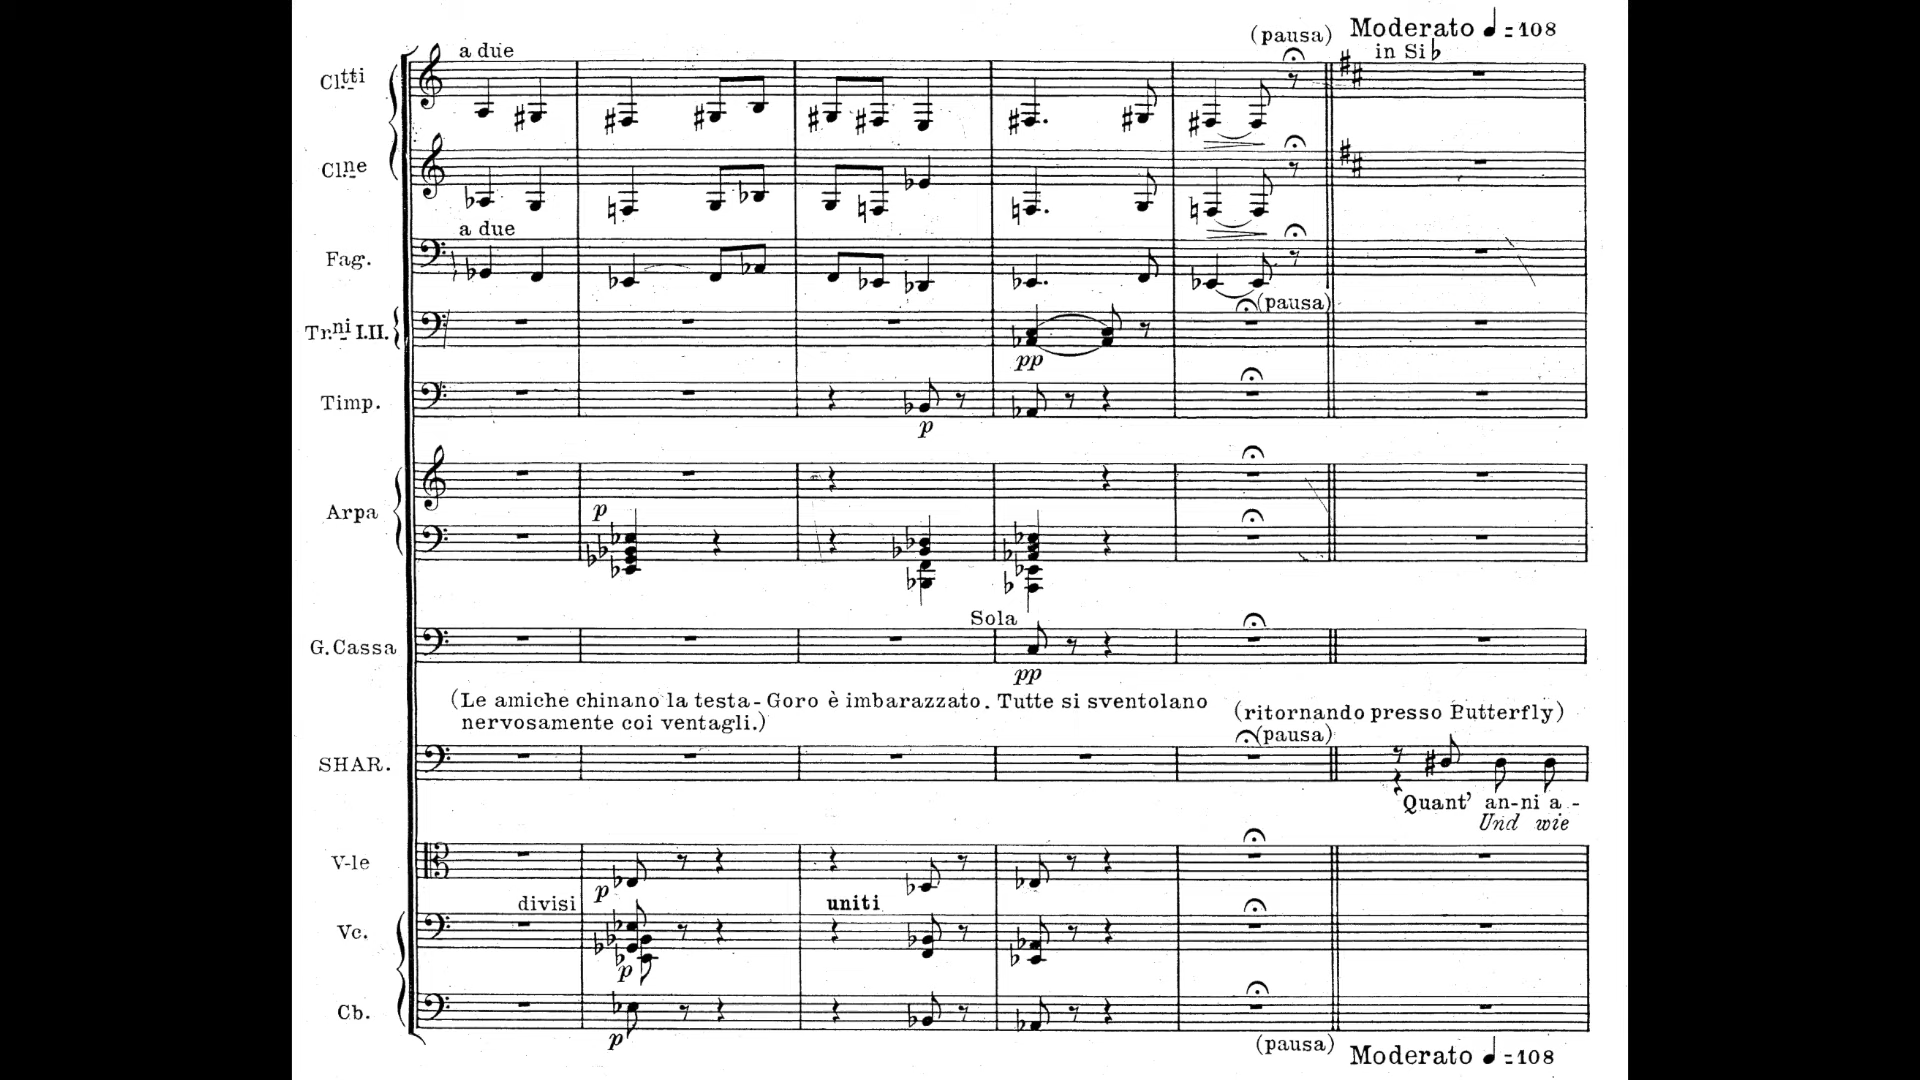 (pausa) Moderato ♩=108
a due
in Si♭
Cl.tti
Cl.ne
a due
Fag.
(pausa)
Tr.ni I.II.
pp
Timp.
p
p
Arpa
Sola
G. Cassa
pp
(Le amiche chinano la testa - Goro è imbarazzato. Tutte si sventolano
nervosamente coi ventagli.)
(ritornando presso Butterfly)
(pausa)
SHAR.
Quant' an-ni a-
Und wie
V-le
p
divisi
uniti
Vc.
p
Cb.
p
(pausa) Moderato ♩=108